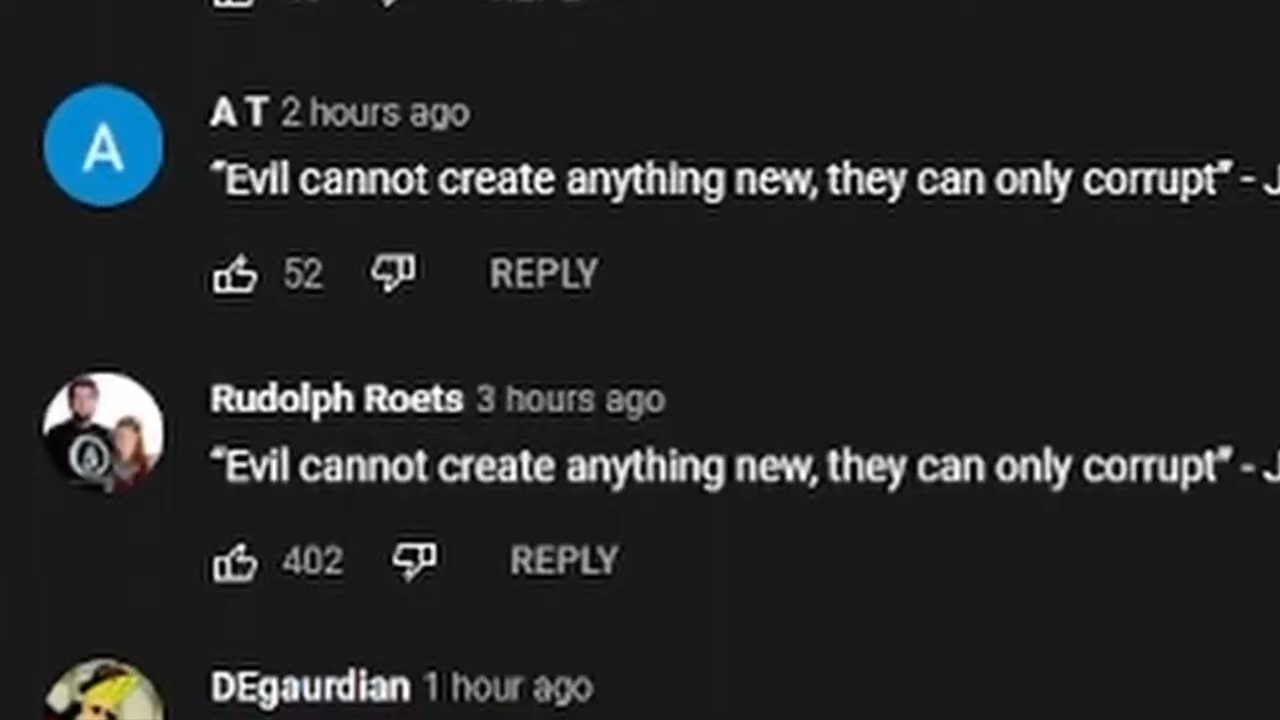 A
A T 2 hours ago
“Evil cannot create anything new, they can only corrupt” - J
52 REPLY
Rudolph Roets 3 hours ago
“Evil cannot create anything new, they can only corrupt” - J
402 REPLY
DEgaurdian 1 hour ago